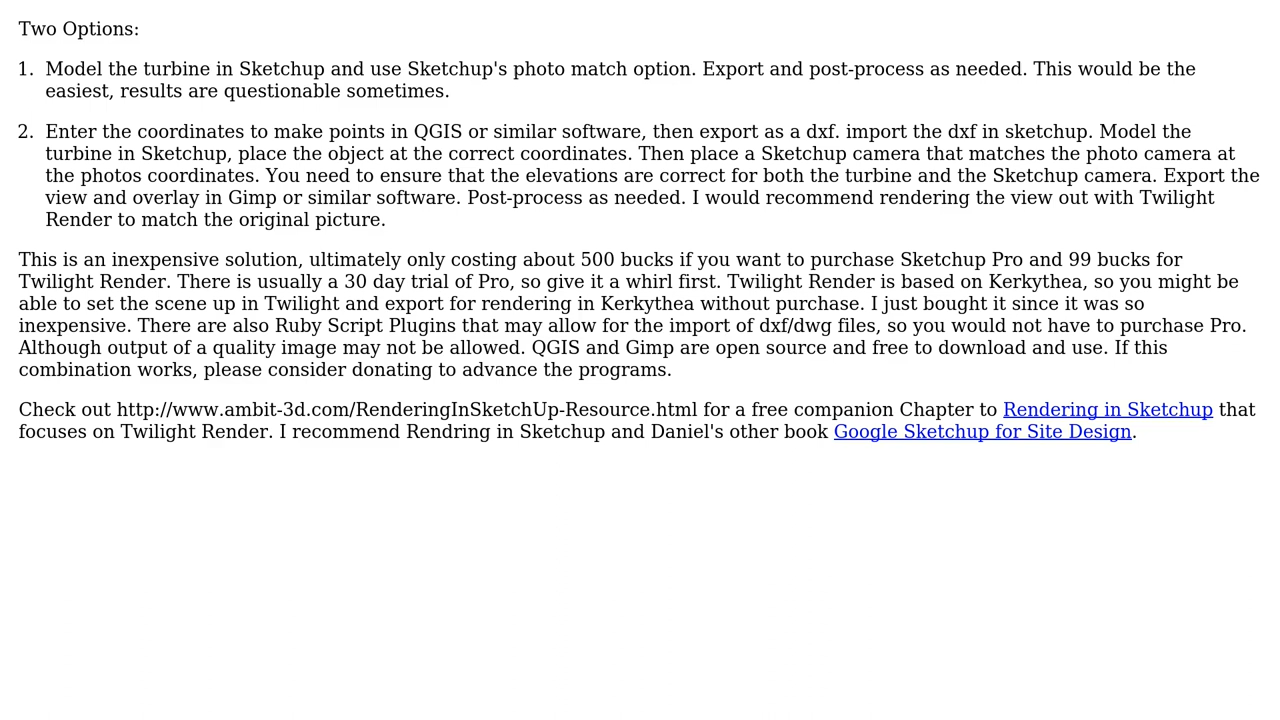 Two Options:
1. Model the turbine in Sketchup and use Sketchup's photo match option. Export and post-process as needed. This would be the
easiest, results are questionable sometimes.
2. Enter the coordinates to make points in QGIS or similar software, then export as a dxf. import the dxf in sketchup. Model the
turbine in Sketchup, place the object at the correct coordinates. Then place a Sketchup camera that matches the photo camera at
the photos coordinates. You need to ensure that the elevations are correct for both the turbine and the Sketchup camera. Export the
view and overlay in Gimp or similar software. Post-process as needed. I would recommend rendering the view out with Twilight
Render to match the original picture.
This is an inexpensive solution, ultimately only costing about 500 bucks if you want to purchase Sketchup Pro and 99 bucks for
Twilight Render. There is usually a 30 day trial of Pro, so give it a whirl first. Twilight Render is based on Kerkythea, so you might be
able to set the scene up in Twilight and export for rendering in Kerkythea without purchase. I just bought it since it was so
inexpensive. There are also Ruby Script Plugins that may allow for the import of dxf/dwg files, so you would not have to purchase Pro.
Although output of a quality image may not be allowed. QGIS and Gimp are open source and free to download and use. If this
combination works, please consider donating to advance the programs.
Check out http://www.ambit-3d.com/RenderingInSketchUp-Resource.html for a free companion Chapter to Rendering in Sketchup that
focuses on Twilight Render. I recommend Rendring in Sketchup and Daniel's other book Google Sketchup for Site Design.